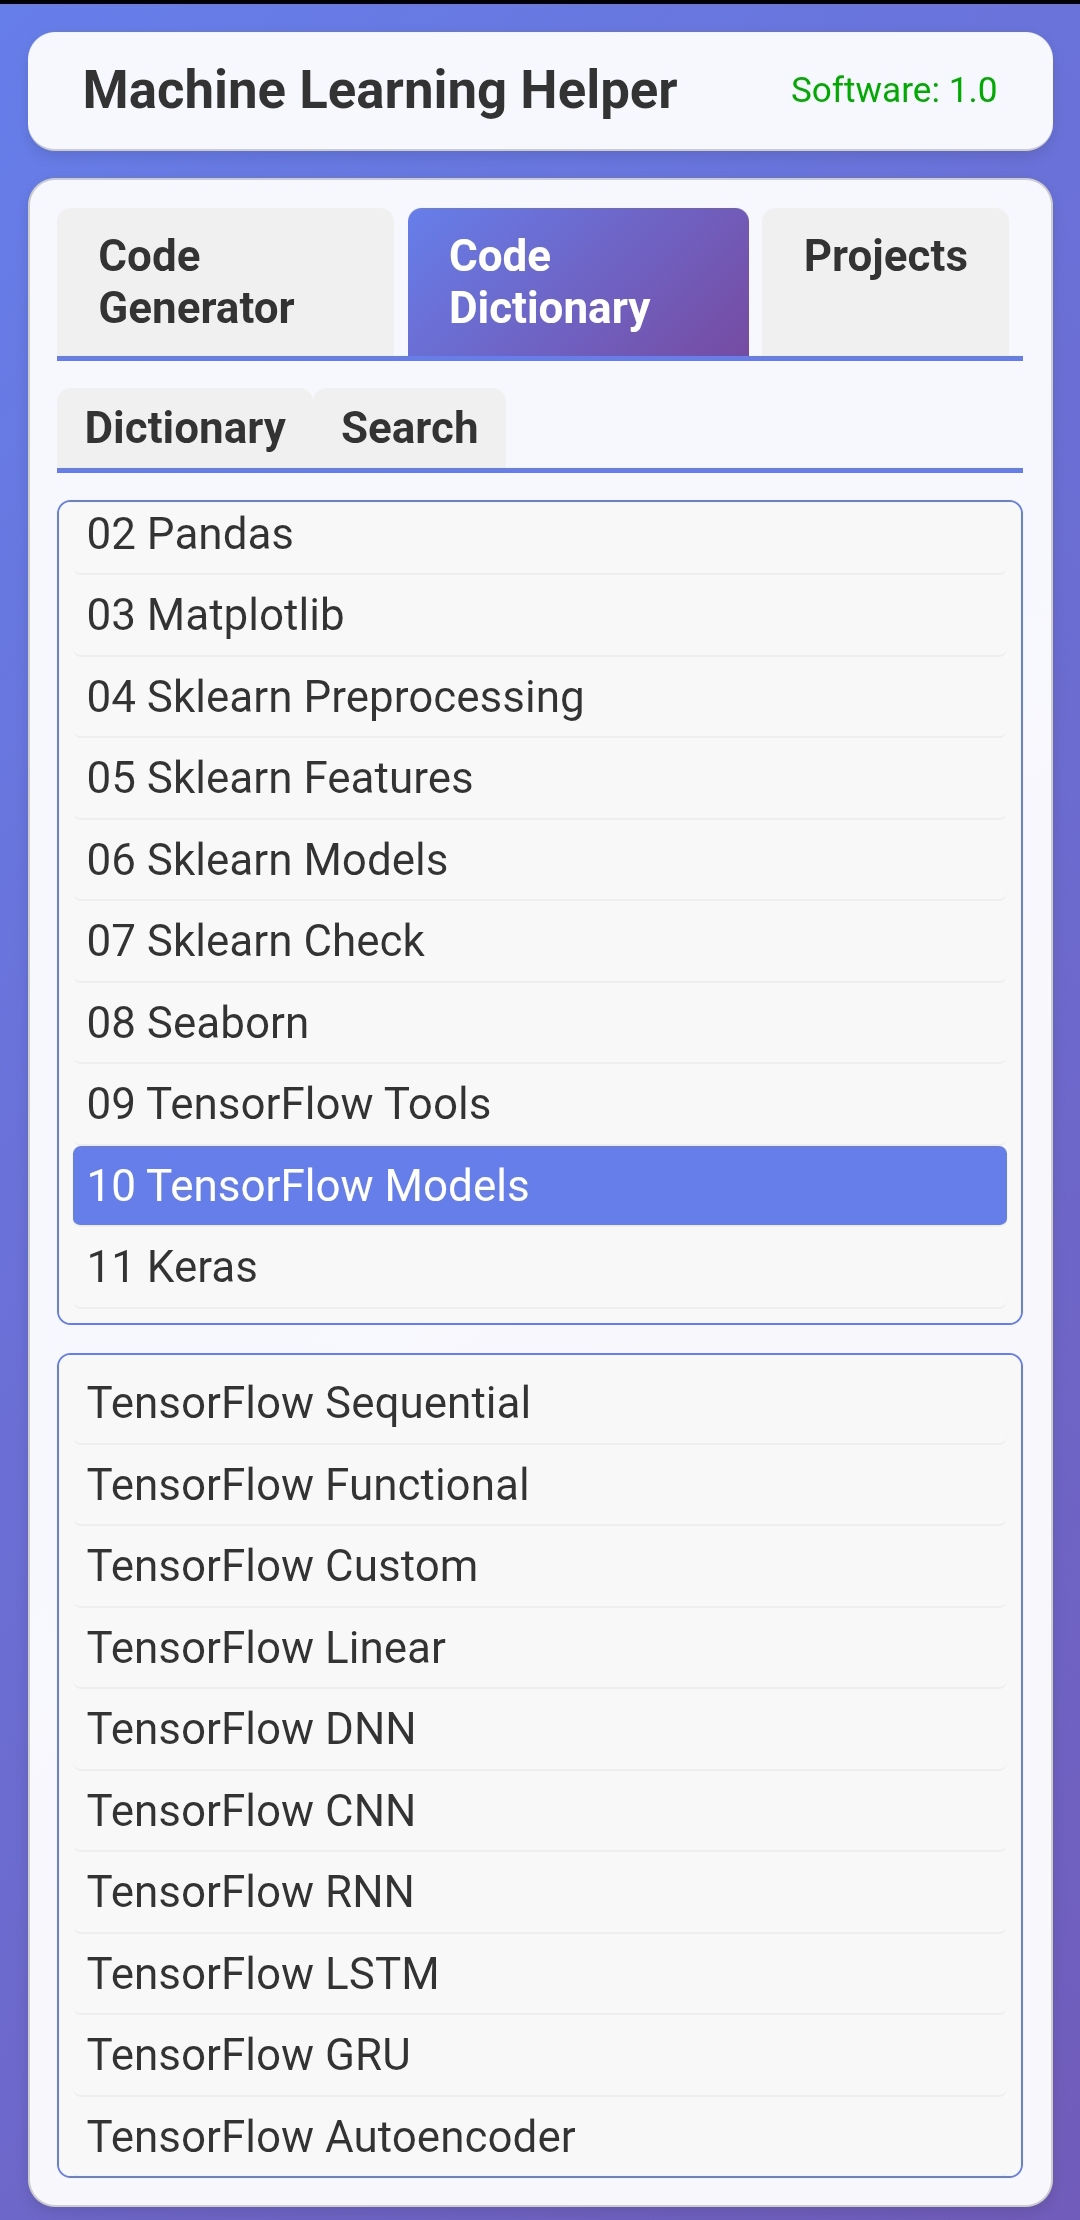 Machine Learning Helper
Software: 1.0
Code
Generator
Code
Dictionary
Projects
Dictionary
Search
02 Pandas
03 Matplotlib
04 Sklearn Preprocessing
05 Sklearn Features
06 Sklearn Models
07 Sklearn Check
08 Seaborn
09 TensorFlow Tools
10 TensorFlow Models
11 Keras
TensorFlow Sequential
TensorFlow Functional
TensorFlow Custom
TensorFlow Linear
TensorFlow DNN
TensorFlow CNN
TensorFlow RNN
TensorFlow LSTM
TensorFlow GRU
TensorFlow Autoencoder